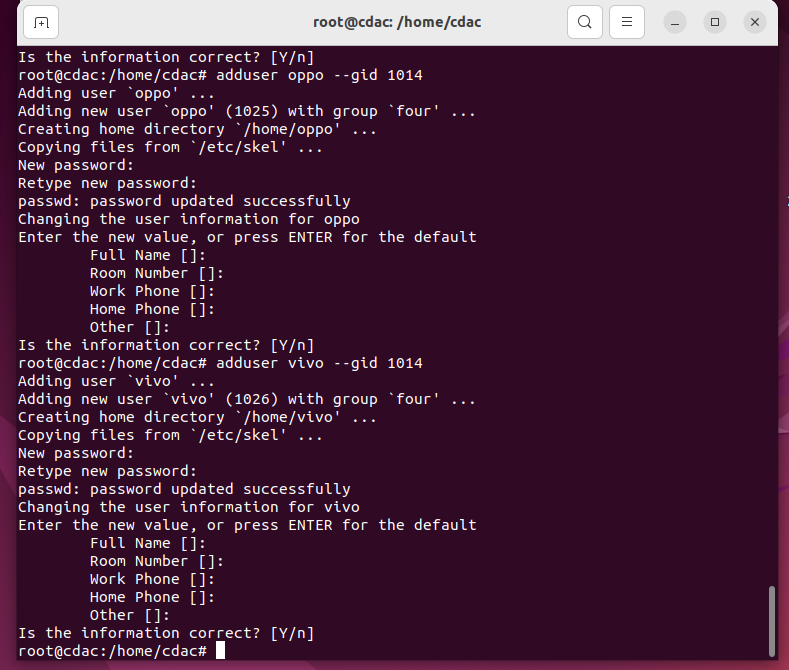 root@cdac: /home/cdac
Is the information correct? [Y/n]
root@cdac:/home/cdac# adduser oppo --gid 1014
Adding user `oppo' ...
Adding new user `oppo' (1025) with group `four' ...
Creating home directory `/home/oppo' ...
Copying files from `/etc/skel' ...
New password:
Retype new password:
passwd: password updated successfully
Changing the user information for oppo
Enter the new value, or press ENTER for the default
        Full Name []:
        Room Number []:
        Work Phone []:
        Home Phone []:
        Other []:
Is the information correct? [Y/n]
root@cdac:/home/cdac# adduser vivo --gid 1014
Adding user `vivo' ...
Adding new user `vivo' (1026) with group `four' ...
Creating home directory `/home/vivo' ...
Copying files from `/etc/skel' ...
New password:
Retype new password:
passwd: password updated successfully
Changing the user information for vivo
Enter the new value, or press ENTER for the default
        Full Name []:
        Room Number []:
        Work Phone []:
        Home Phone []:
        Other []:
Is the information correct? [Y/n]
root@cdac:/home/cdac#